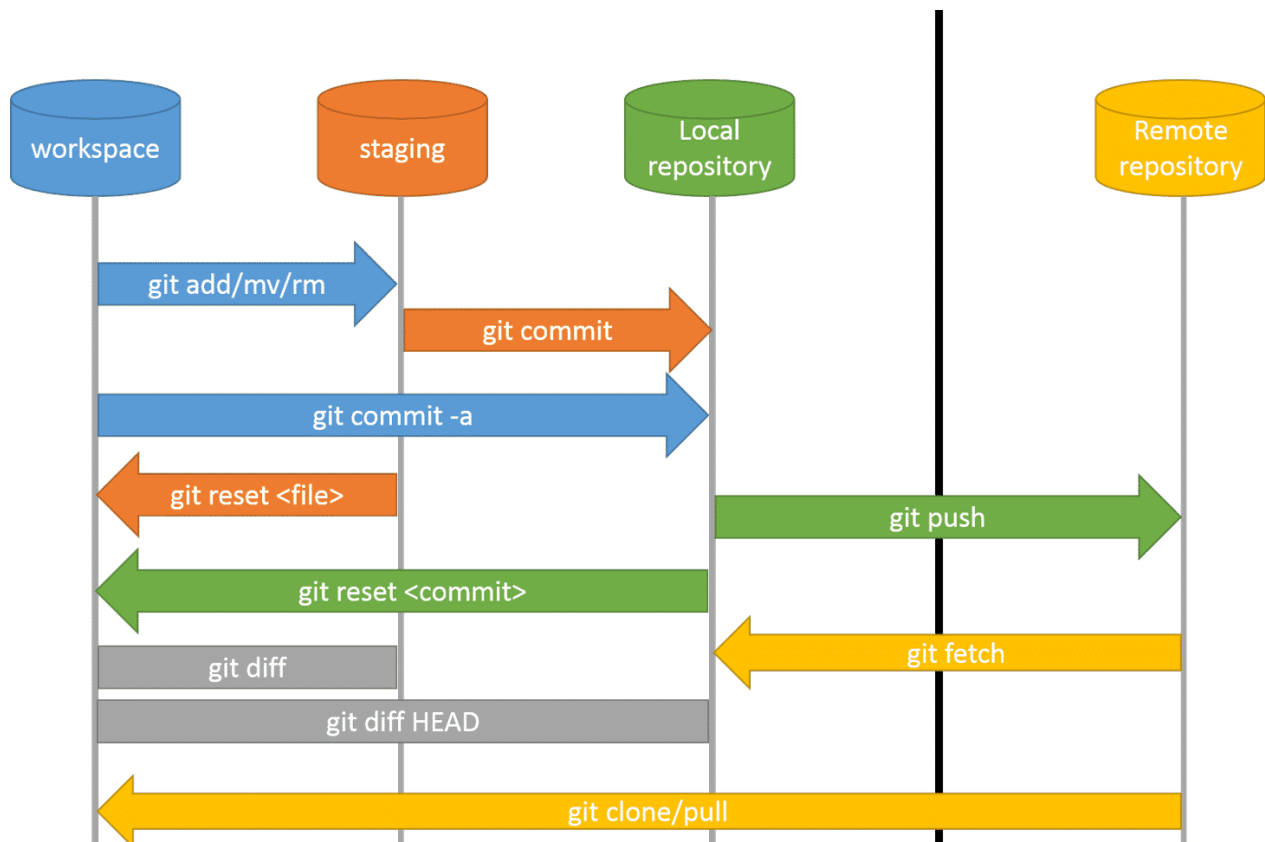 workspace
staging
Local
repository
Remote
repository
git add/mv/rm
git commit
git commit -a
git reset <file>
git push
git reset <commit>
git fetch
git diff
git diff HEAD
git clone/pull